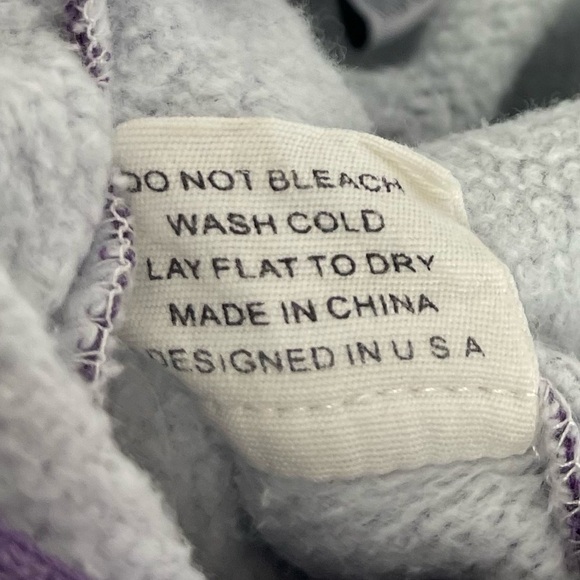 DO NOT BLEACH
WASH COLD
LAY FLAT TO DRY
MADE IN CHINA
DESIGNED IN U S A